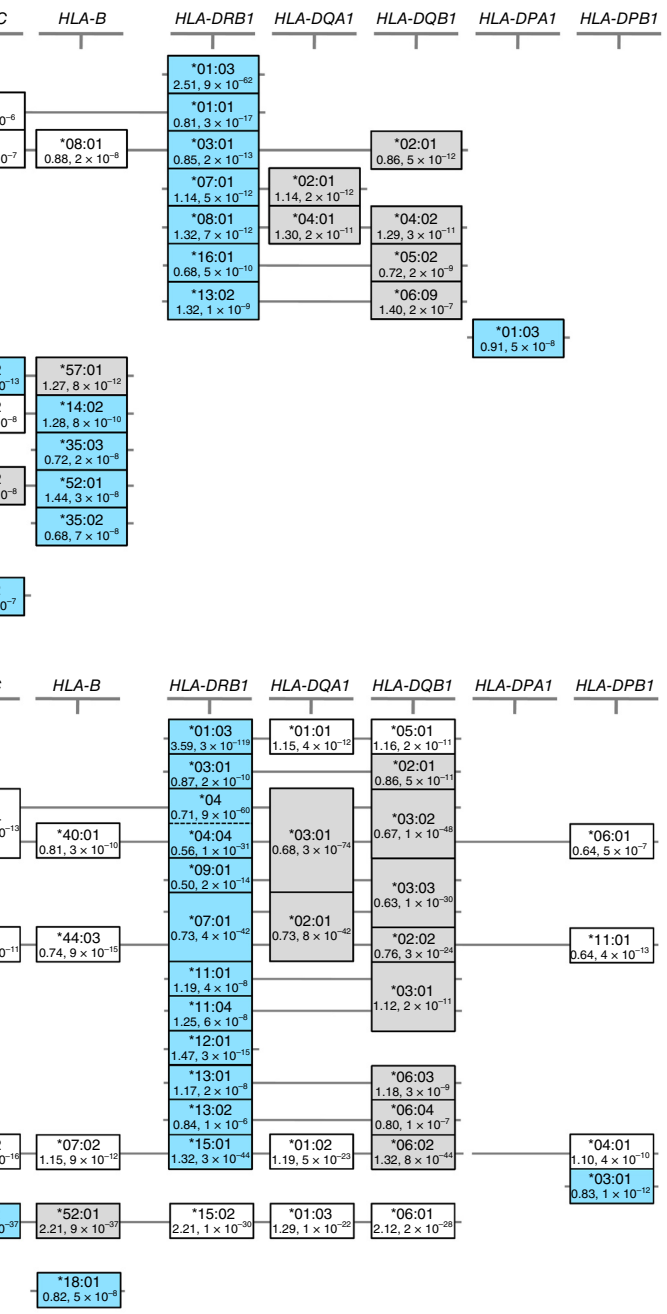 C HLA-B HLA-DRB1 HLA-DQA1 HLA-DQB1 HLA-DPA1 HLA-DPB1
*01:03
2.51, 9 × 10⁻⁶²
0⁻⁶ *01:01
0.81, 3 × 10⁻¹⁷
0⁻⁷ *08:01 *03:01 *02:01
0.88, 2 × 10⁻⁸ 0.85, 2 × 10⁻¹³ 0.86, 5 × 10⁻¹²
*07:01 *02:01
1.14, 5 × 10⁻¹² 1.14, 2 × 10⁻¹²
*08:01 *04:01 *04:02
1.32, 7 × 10⁻¹² 1.30, 2 × 10⁻¹¹ 1.29, 3 × 10⁻¹¹
*16:01 *05:02
0.68, 5 × 10⁻¹⁰ 0.72, 2 × 10⁻⁹
*13:02 *06:09
1.32, 1 × 10⁻⁹ 1.40, 2 × 10⁻⁷
*01:03
0.91, 5 × 10⁻⁸
*57:01
0⁻¹³ 1.27, 8 × 10⁻¹²
*14:02
0⁻⁸ 1.28, 8 × 10⁻¹⁰
*35:03
0.72, 2 × 10⁻⁸
*52:01
0⁻⁸ 1.44, 3 × 10⁻⁸
*35:02
0.68, 7 × 10⁻⁸
0⁻⁷
HLA-B HLA-DRB1 HLA-DQA1 HLA-DQB1 HLA-DPA1 HLA-DPB1
*01:03 *01:01 *05:01
3.59, 3 × 10⁻¹¹⁹ 1.15, 4 × 10⁻¹² 1.16, 2 × 10⁻¹¹
*03:01 *02:01
0.87, 2 × 10⁻¹⁰ 0.86, 5 × 10⁻¹¹
*04
0.71, 9 × 10⁻⁶⁰
*03:02
0⁻¹³ 0.67, 1 × 10⁻⁴⁸
*40:01 *04:04 *03:01 *06:01
0.81, 3 × 10⁻¹⁰ 0.56, 1 × 10⁻³¹ 0.68, 3 × 10⁻⁷⁴ 0.64, 5 × 10⁻⁷
*09:01
0.50, 2 × 10⁻¹⁴
*03:03
0.63, 1 × 10⁻³⁰
*07:01 *02:01
0.73, 4 × 10⁻⁴² 0.73, 8 × 10⁻⁴²
*44:03 *02:02 *11:01
0⁻¹¹ 0.74, 9 × 10⁻¹⁵ 0.76, 3 × 10⁻²⁴ 0.64, 4 × 10⁻¹³
*11:01
1.19, 4 × 10⁻⁸
*03:01
1.12, 2 × 10⁻¹¹
*11:04
1.25, 6 × 10⁻⁸
*12:01
1.47, 3 × 10⁻¹⁵
*13:01 *06:03
1.17, 2 × 10⁻⁸ 1.18, 3 × 10⁻⁹
*13:02 *06:04
0.84, 1 × 10⁻⁶ 0.80, 1 × 10⁻⁷
*07:02 *15:01 *01:02 *06:02 *04:01
0⁻¹⁶ 1.15, 9 × 10⁻¹² 1.32, 3 × 10⁻⁴⁴ 1.19, 5 × 10⁻²³ 1.32, 8 × 10⁻⁴⁴ 1.10, 4 × 10⁻¹⁰
*03:01
0.83, 1 × 10⁻¹²
*52:01 *15:02 *01:03 *06:01
0⁻³⁷ 2.21, 9 × 10⁻³⁷ 2.21, 1 × 10⁻³⁰ 1.29, 1 × 10⁻²² 2.12, 2 × 10⁻²⁸
*18:01
0.82, 5 × 10⁻⁸